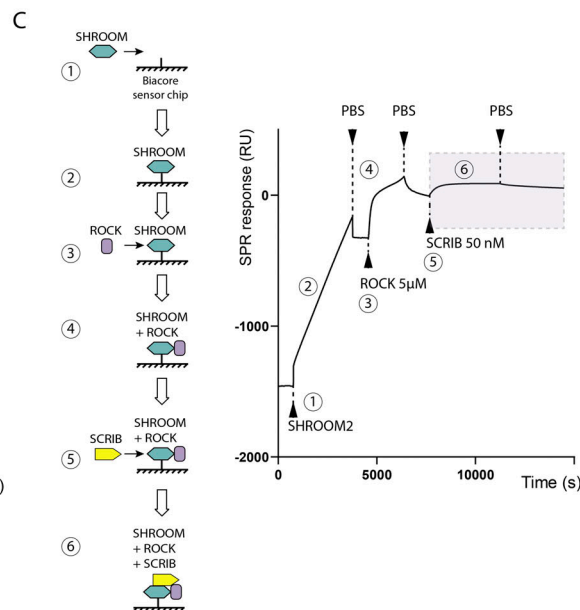 C
SHROOM
①
Biacore
sensor chip
SHROOM
②
ROCK
SHROOM
③
SHROOM
+ ROCK
④
SCRIB
SHROOM
+ ROCK
⑤
SHROOM
+ ROCK
+ SCRIB
⑥
)
SPR response (RU)
0
-1000
-2000
0
5000
10000
Time (s)
PBS
PBS
PBS
④
⑥
②
ROCK 5µM
③
SCRIB 50 nM
⑤
①
SHROOM2